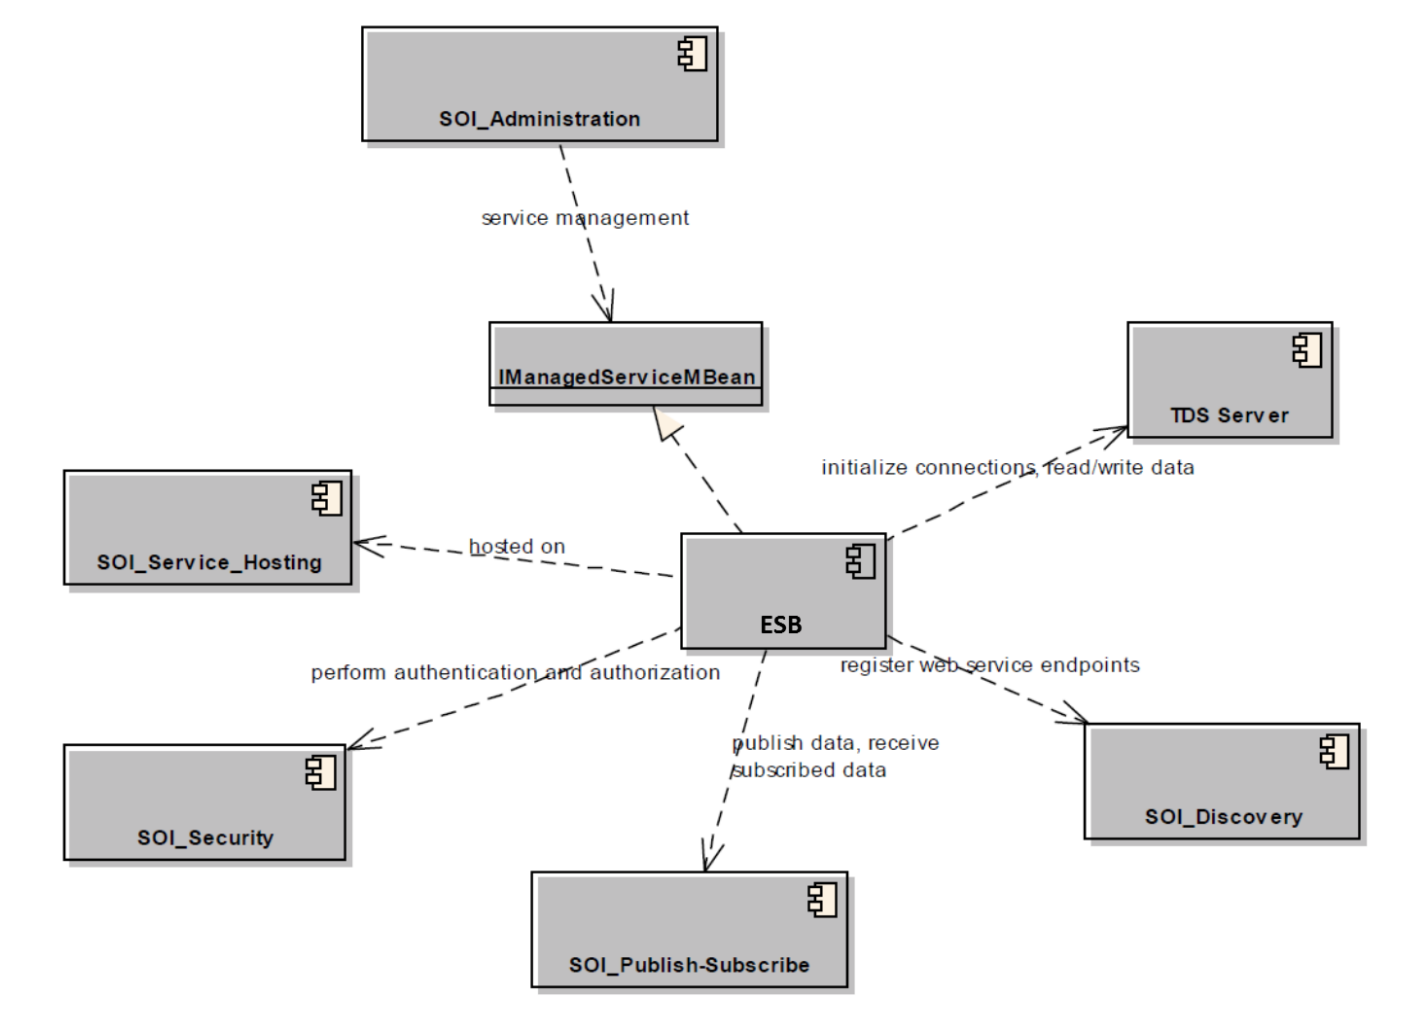 SOI_Administration
service management
IManagedServiceMBean
TDS Server
initialize connections, read/write data
hosted on
SOI_Service_Hosting
ESB
perform authentication and authorization
register web service endpoints
publish data, receive
subscribed data
SOI_Discovery
SOI_Security
SOI_Publish-Subscribe